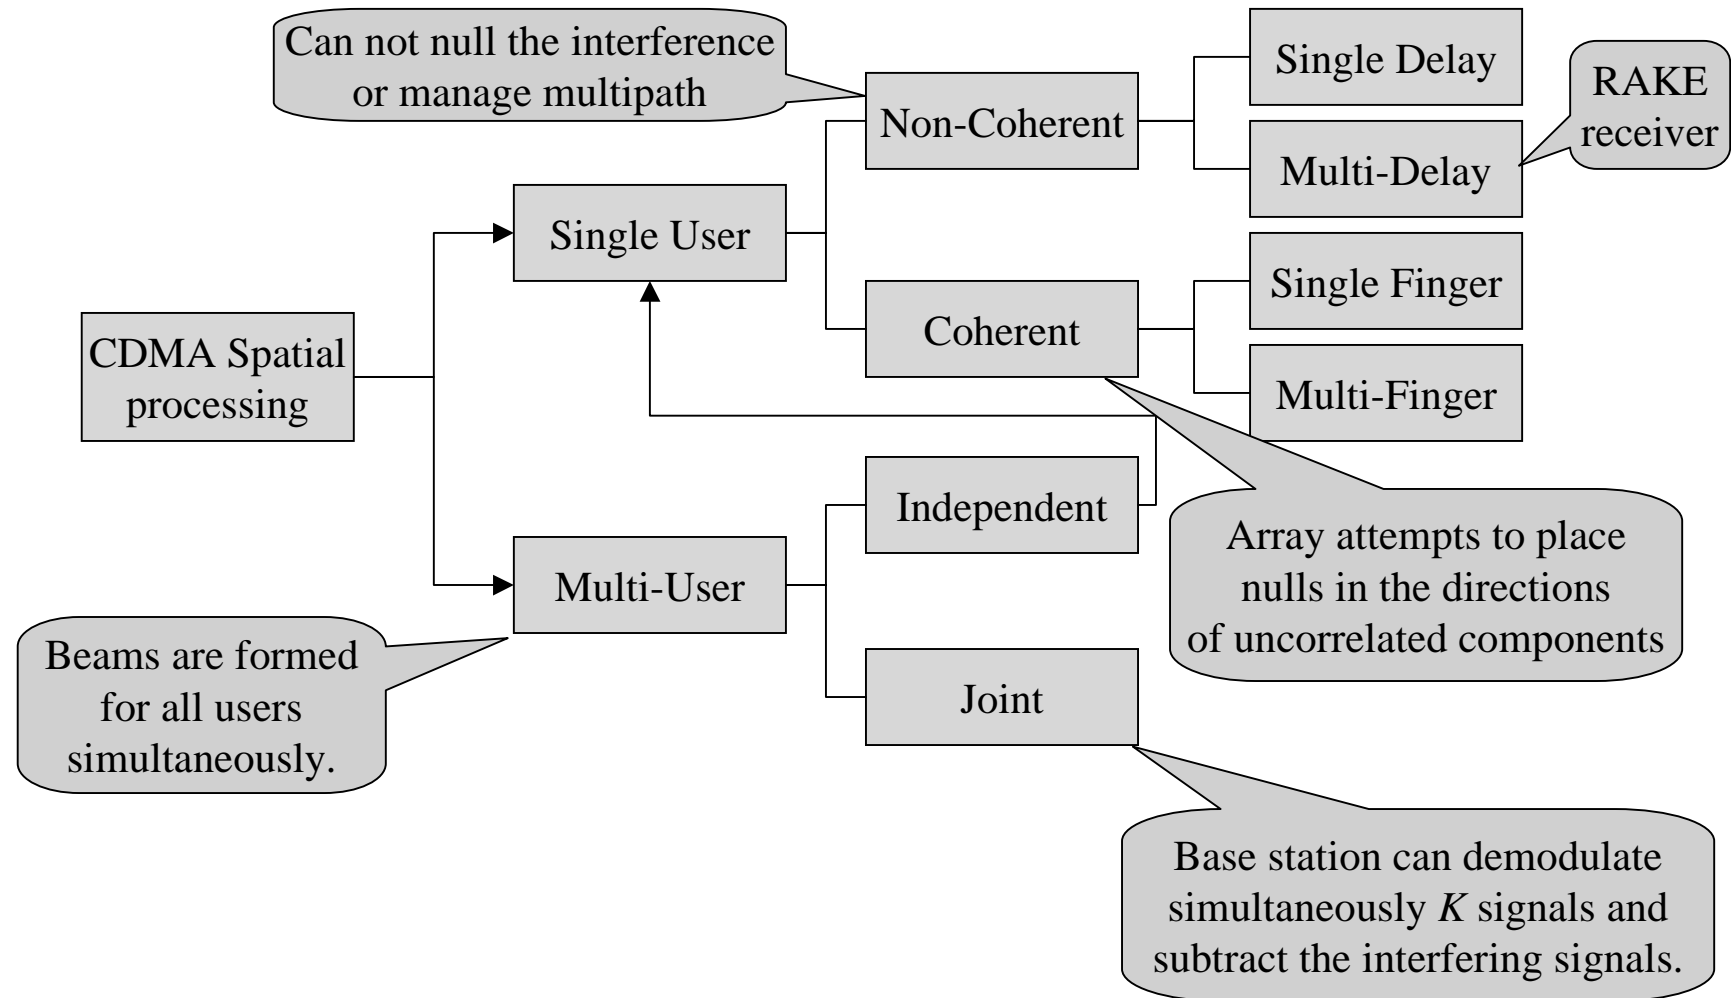 Can not null the interference
or manage multipath
Single Delay
RAKE
receiver
Non-Coherent
Multi-Delay
Single User
Single Finger
Coherent
CDMA Spatial
processing
Multi-Finger
Independent
Array attempts to place
nulls in the directions
of uncorrelated components
Multi-User
Beams are formed
for all users
simultaneously.
Joint
Base station can demodulate
simultaneously K signals and
subtract the interfering signals.